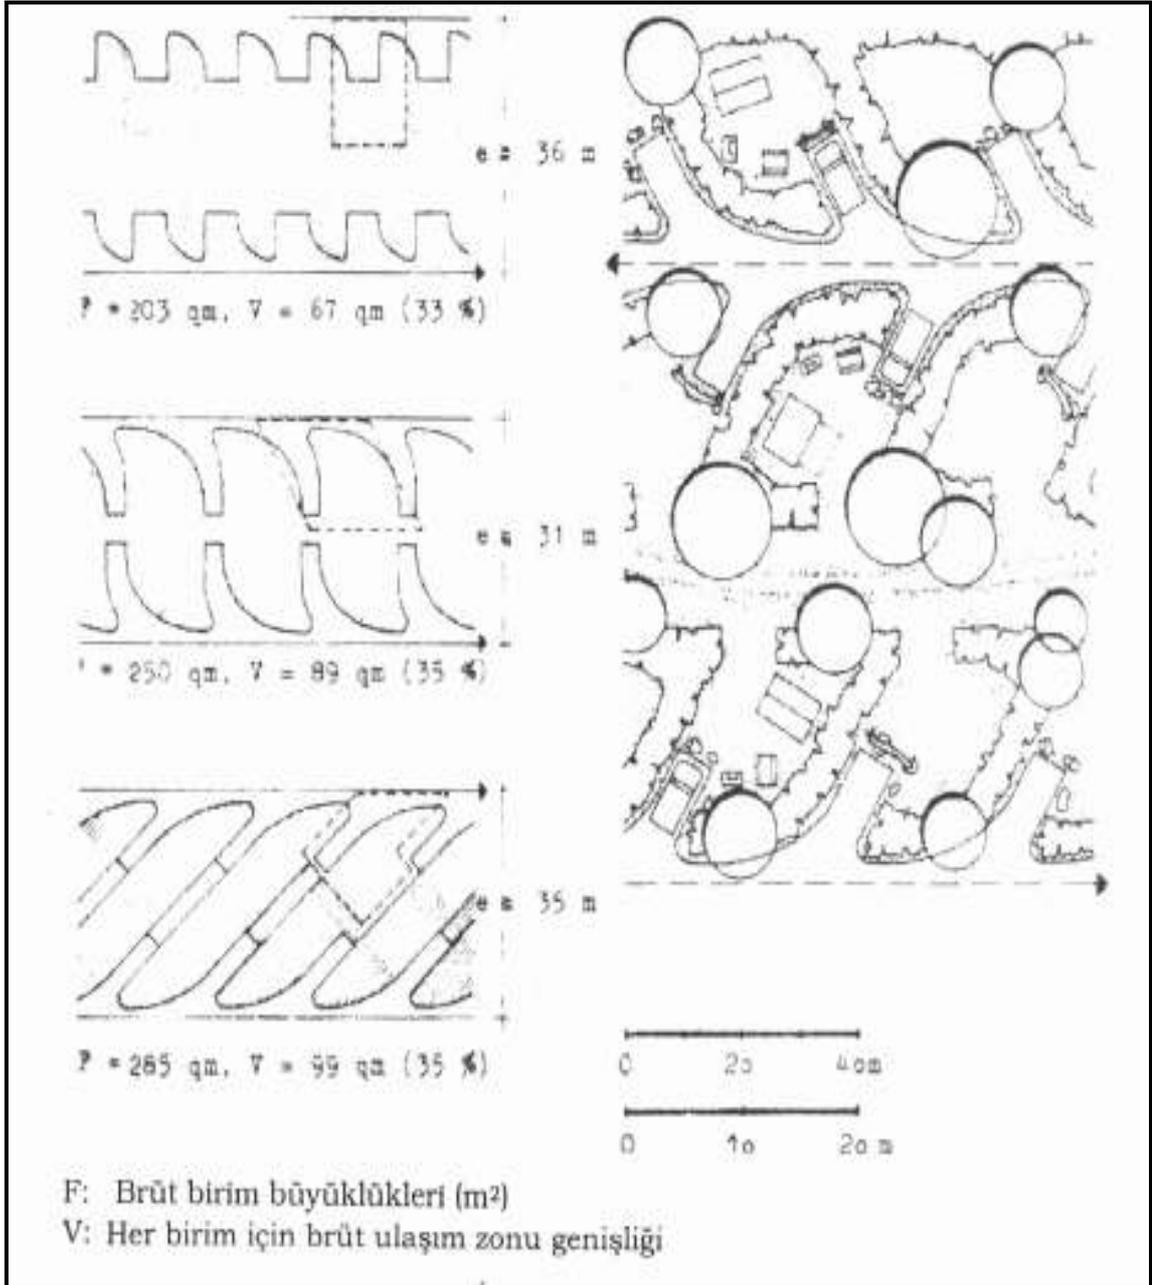 e = 36 m
F = 203 qm, V = 67 qm (33 %)
e = 31 m
= 250 qm, V = 89 qm (35 %)
e = 35 m
F = 285 qm, V = 99 qm (35 %)
0 20 40m
0 10 20 m
F: Brüt birim büyüklükleri (m²)
V: Her birim için brüt ulaşım zonu genişliği